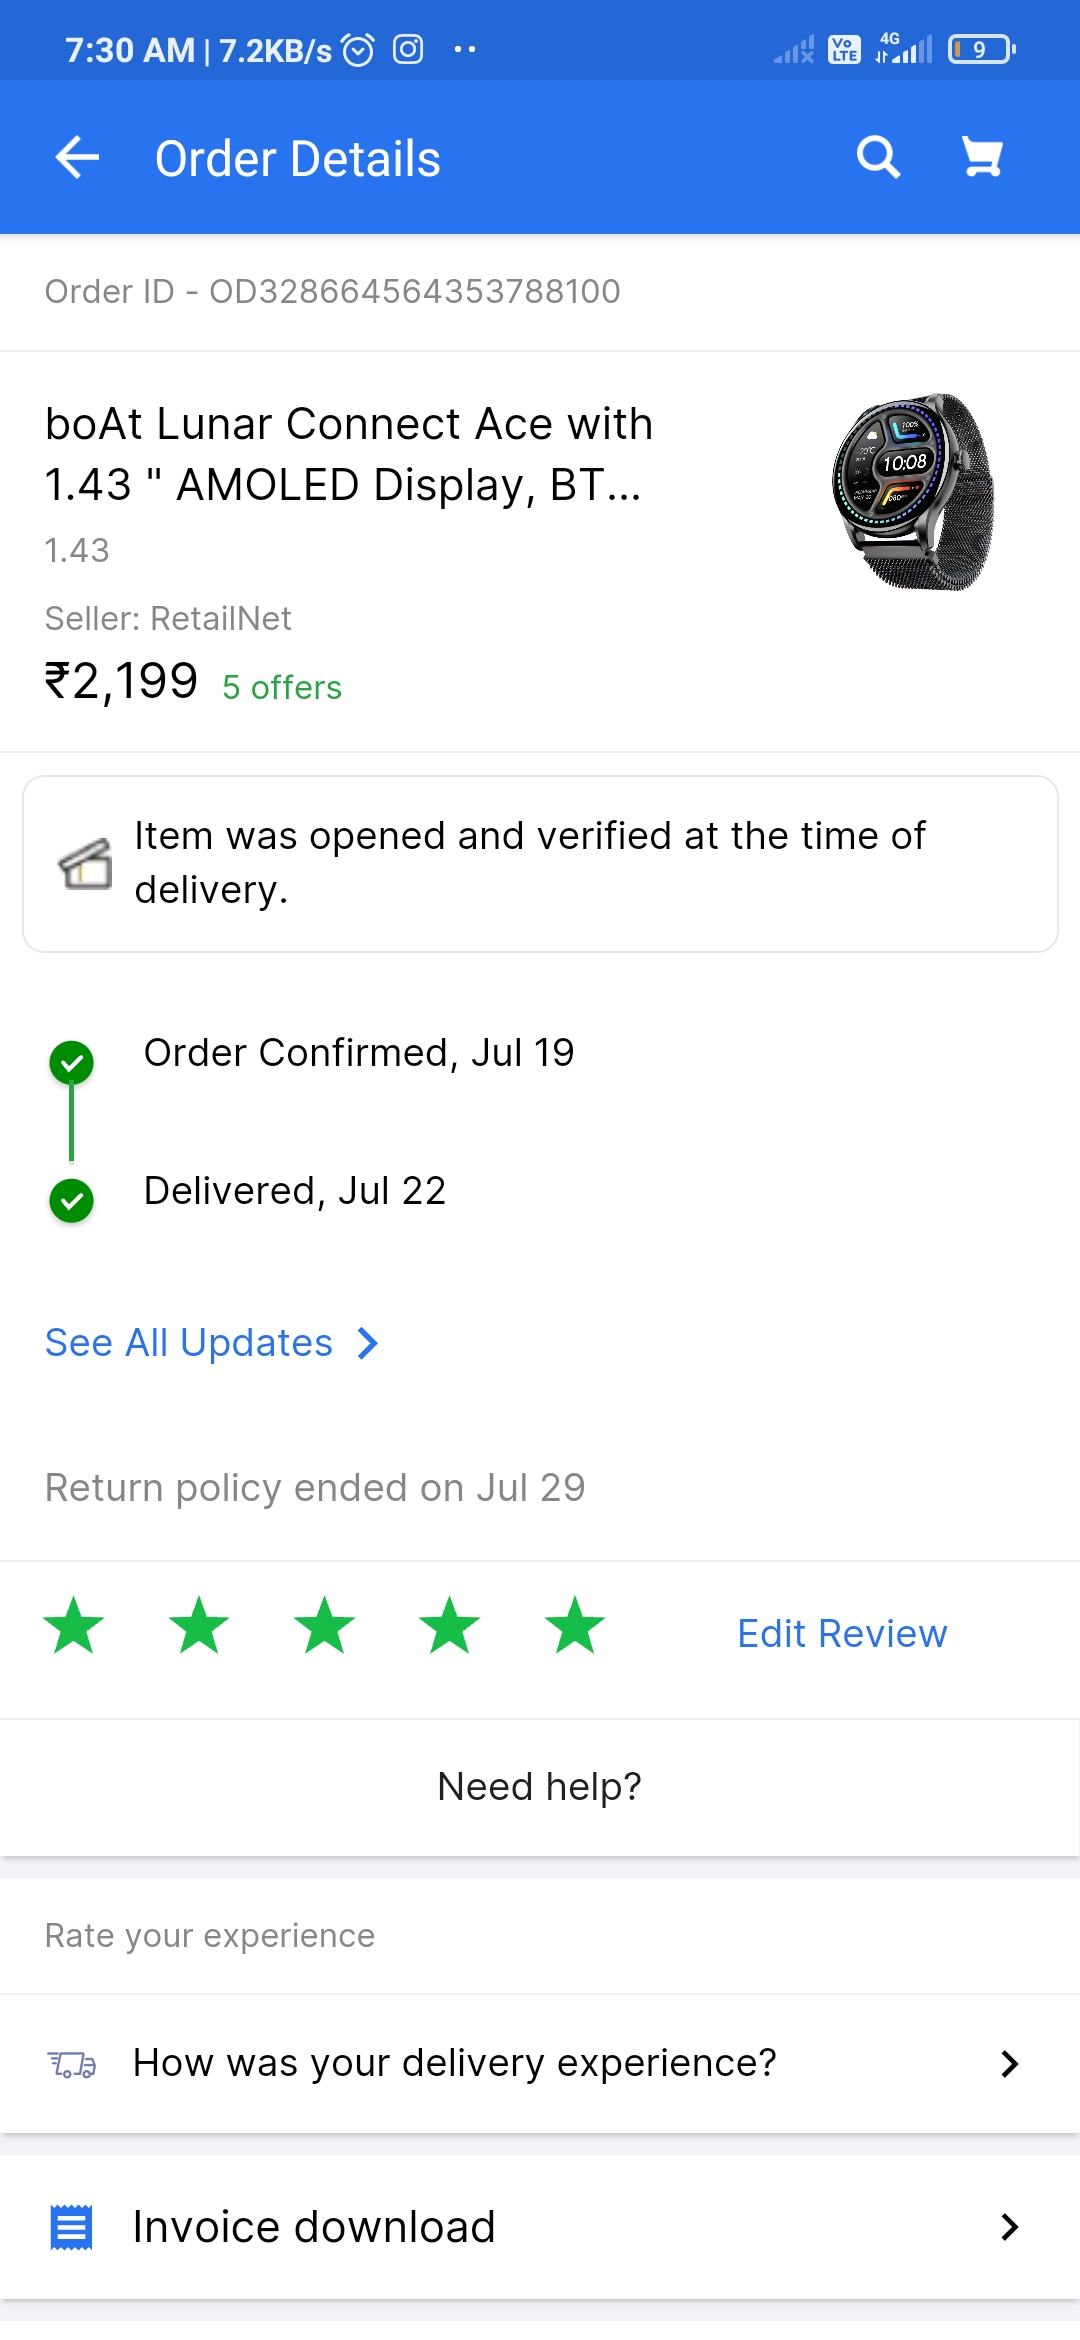 7:30 AM | 7.2KB/s
Vo LTE 4G 9
Order Details
Order ID - OD328664564353788100
boAt Lunar Connect Ace with
1.43 " AMOLED Display, BT...
1.43
Seller: RetailNet
₹2,199 5 offers
100%
10:08
Item was opened and verified at the time of
delivery.
Order Confirmed, Jul 19
Delivered, Jul 22
See All Updates
Return policy ended on Jul 29
Edit Review
Need help?
Rate your experience
How was your delivery experience?
Invoice download